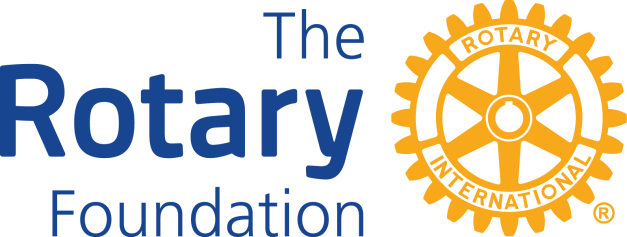 The
Rotary
Foundation
ROTARY
INTERNATIONAL
®